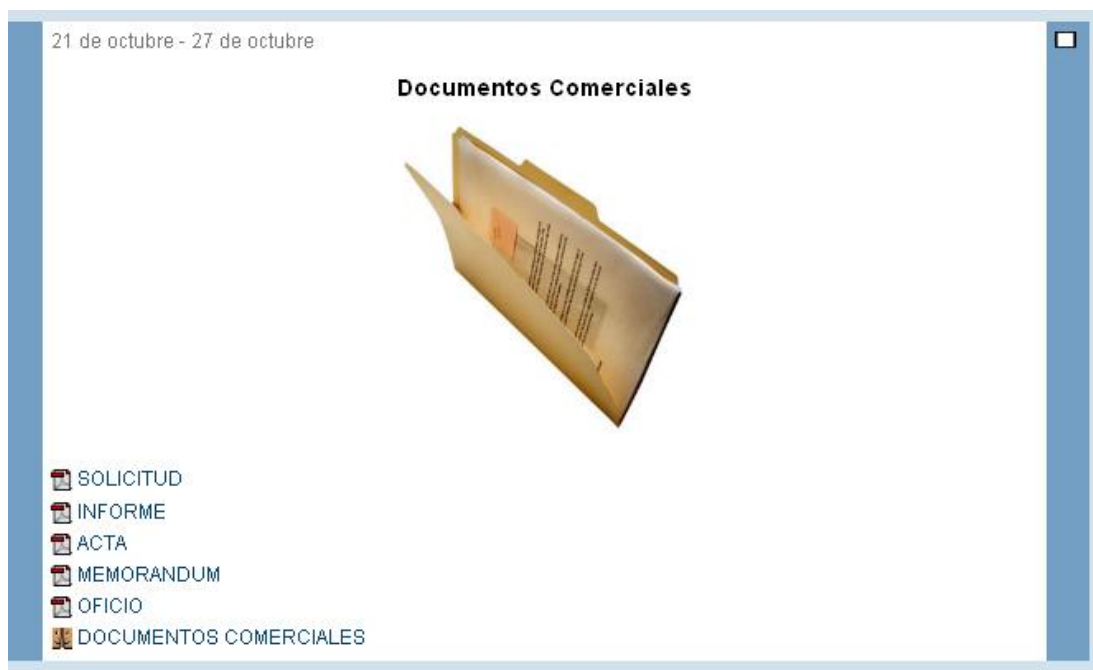 21 de octubre - 27 de octubre
Documentos Comerciales
SOLICITUD
INFORME
ACTA
MEMORANDUM
OFICIO
DOCUMENTOS COMERCIALES